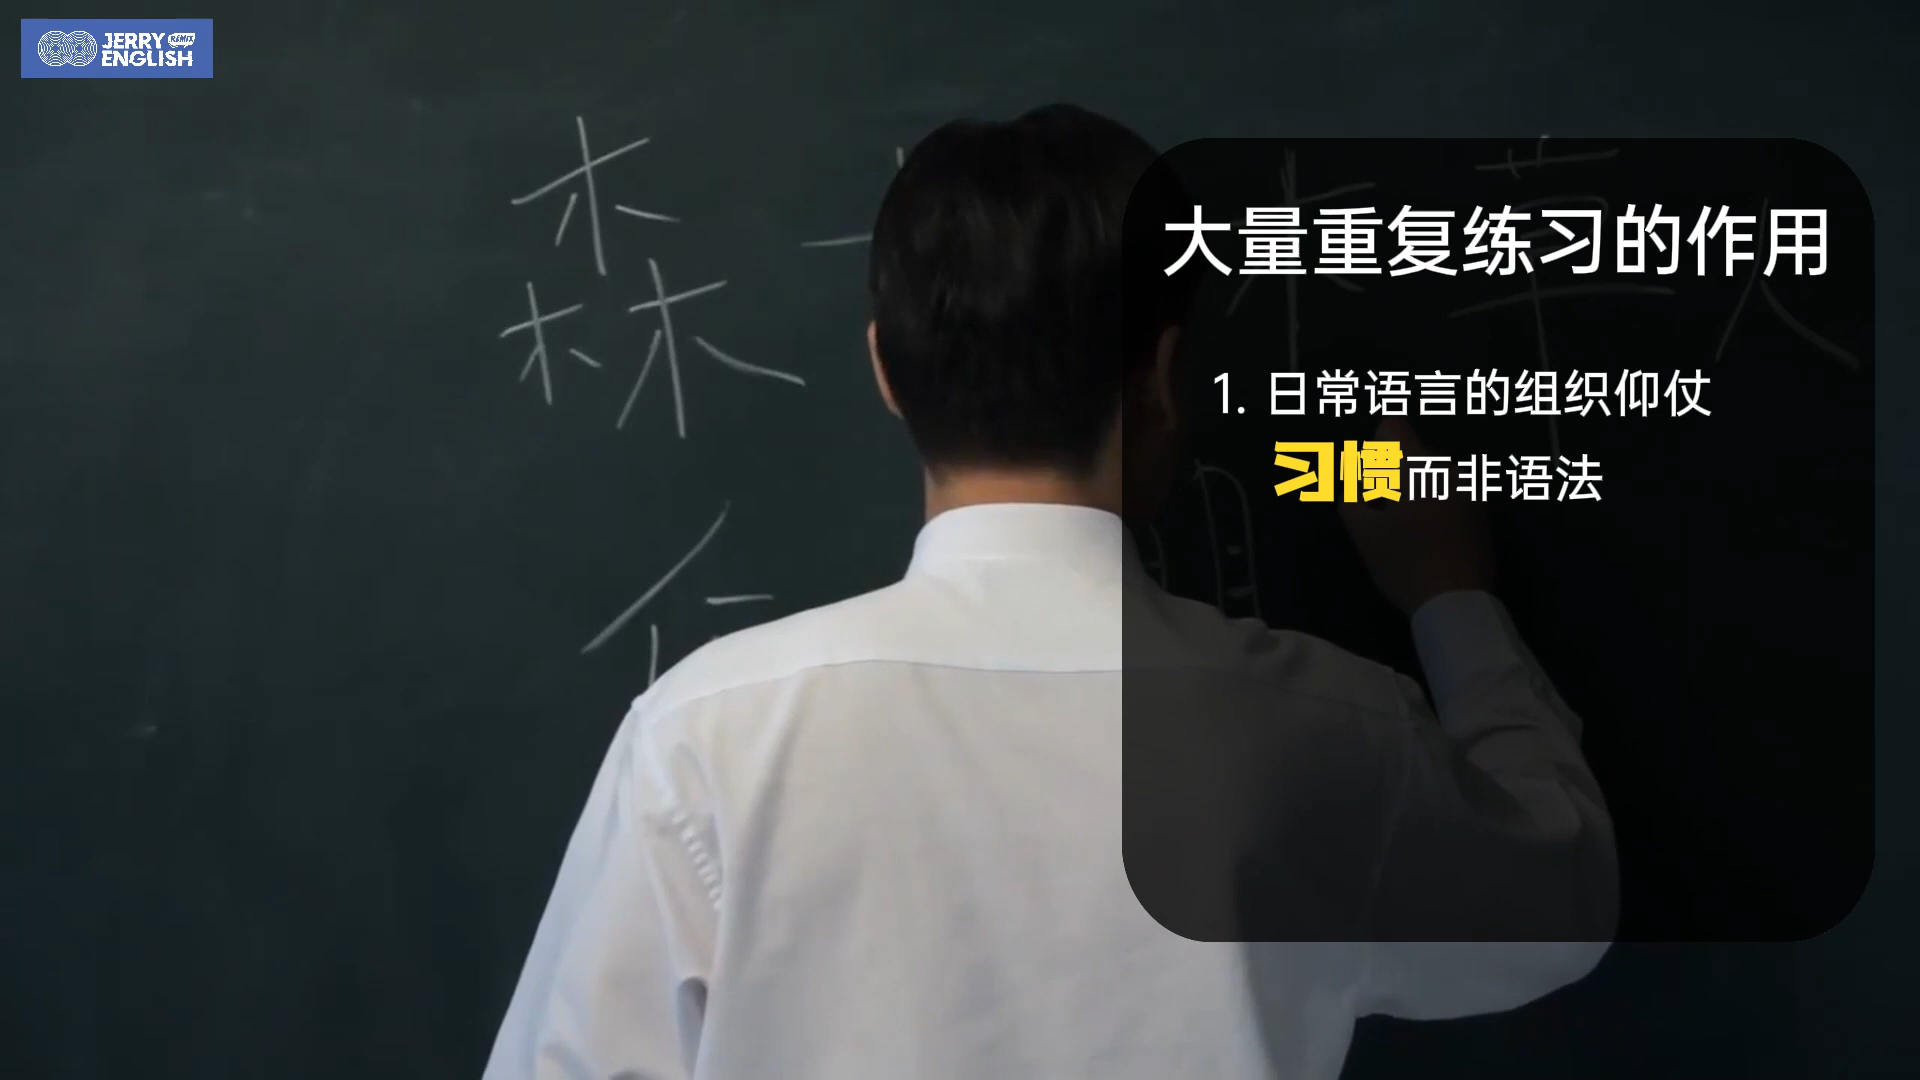 JERRY REMIX
ENGLISH
森
大量重复练习的作用
1. 日常语言的组织仰仗
习惯而非语法